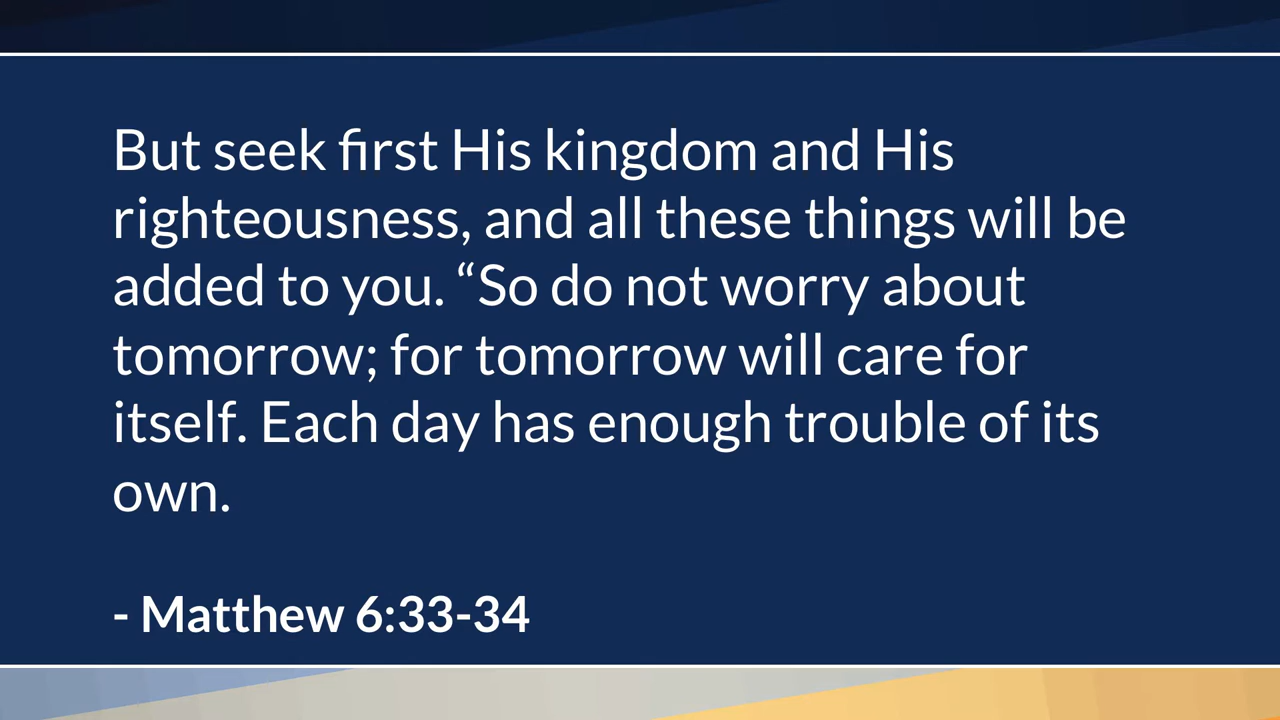 But seek first His kingdom and His
righteousness, and all these things will be
added to you. “So do not worry about
tomorrow; for tomorrow will care for
itself. Each day has enough trouble of its
own.
- Matthew 6:33-34